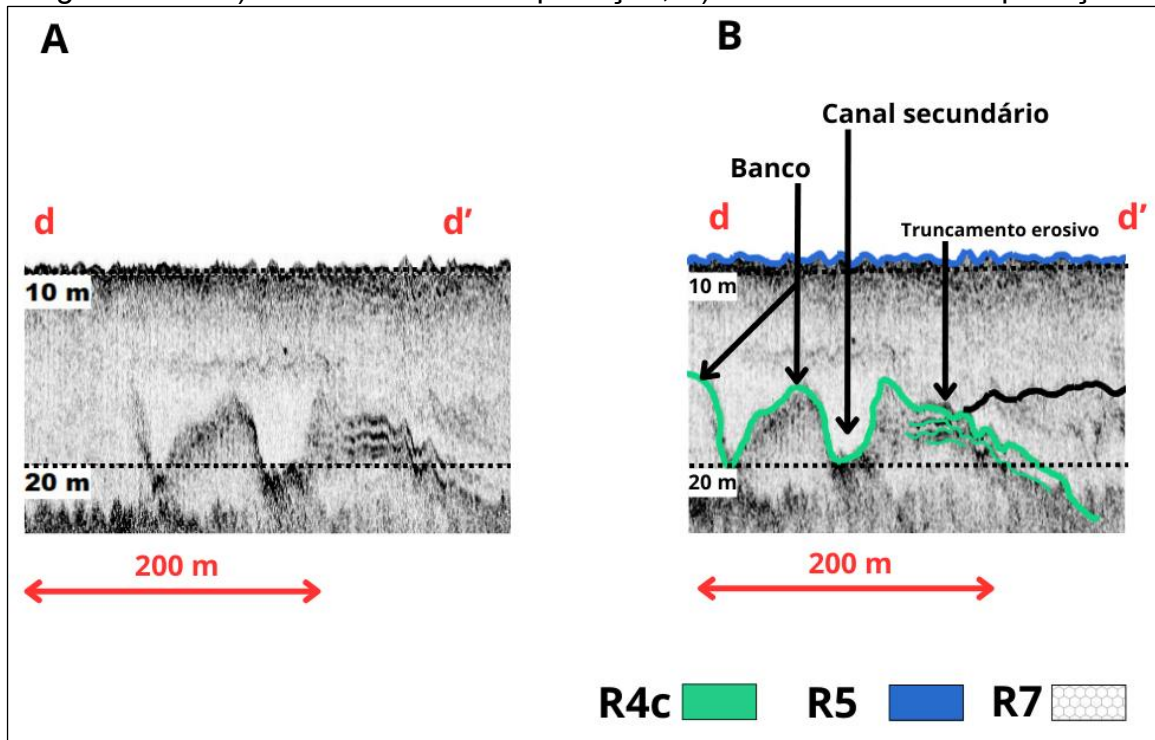 A
B
Canal secundário
Banco
d
d’
d
Truncamento erosivo
d’
10 m
10 m
20 m
20 m
200 m
200 m
R4c
R5
R7